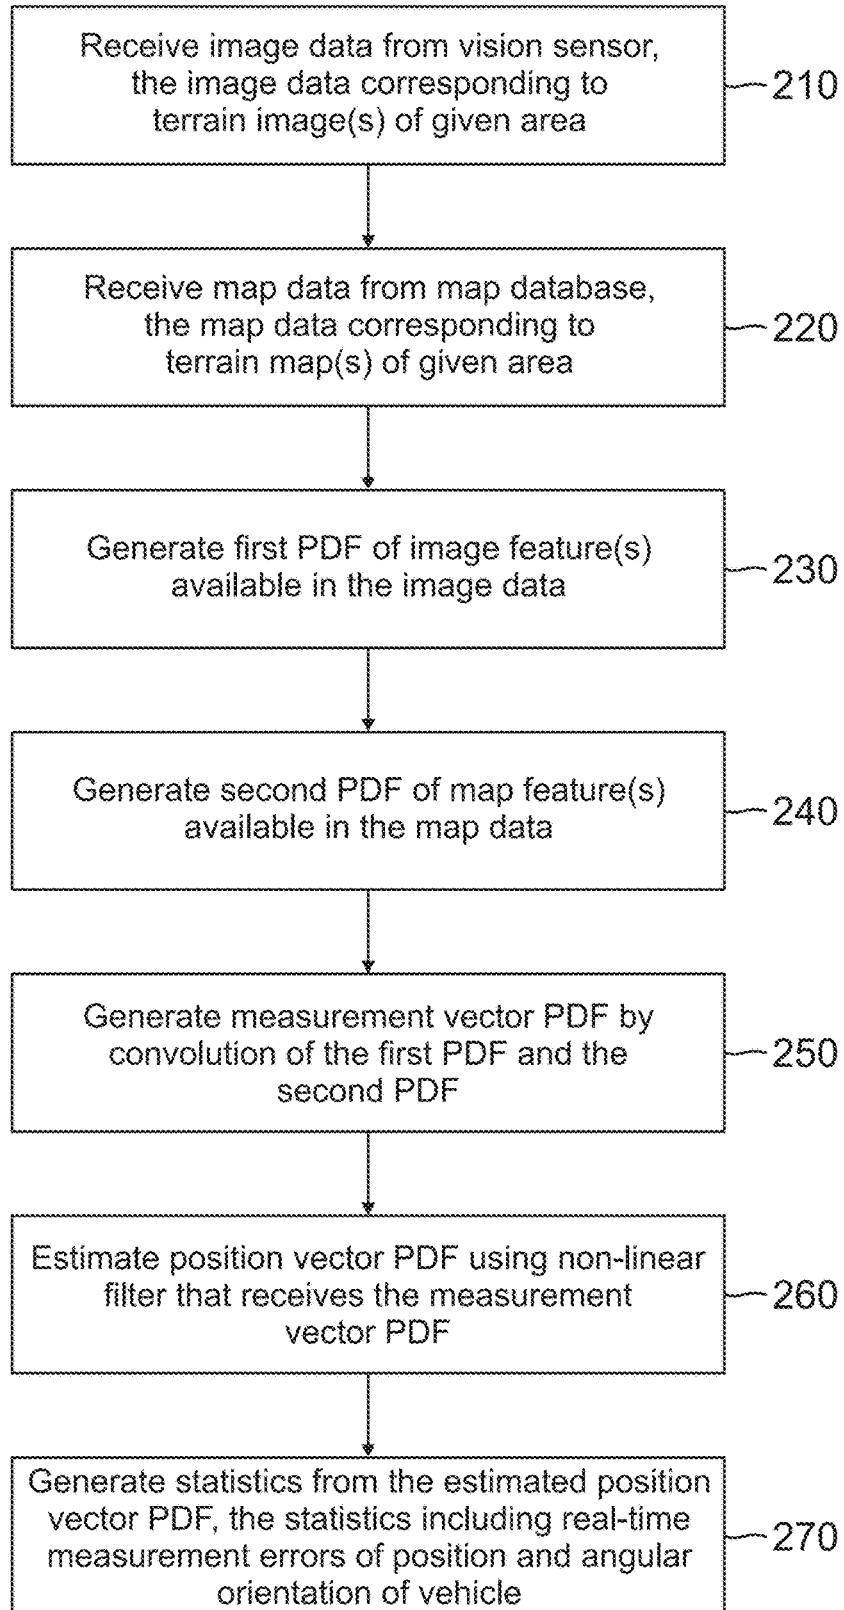 Receive image data from vision sensor,
the image data corresponding to
terrain image(s) of given area
210
Receive map data from map database,
the map data corresponding to
terrain map(s) of given area
220
Generate first PDF of image feature(s)
available in the image data
230
Generate second PDF of map feature(s)
available in the map data
240
Generate measurement vector PDF by
convolution of the first PDF and the
second PDF
250
Estimate position vector PDF using non-linear
filter that receives the measurement
vector PDF
260
Generate statistics from the estimated position
vector PDF, the statistics including real-time
measurement errors of position and angular
orientation of vehicle
270